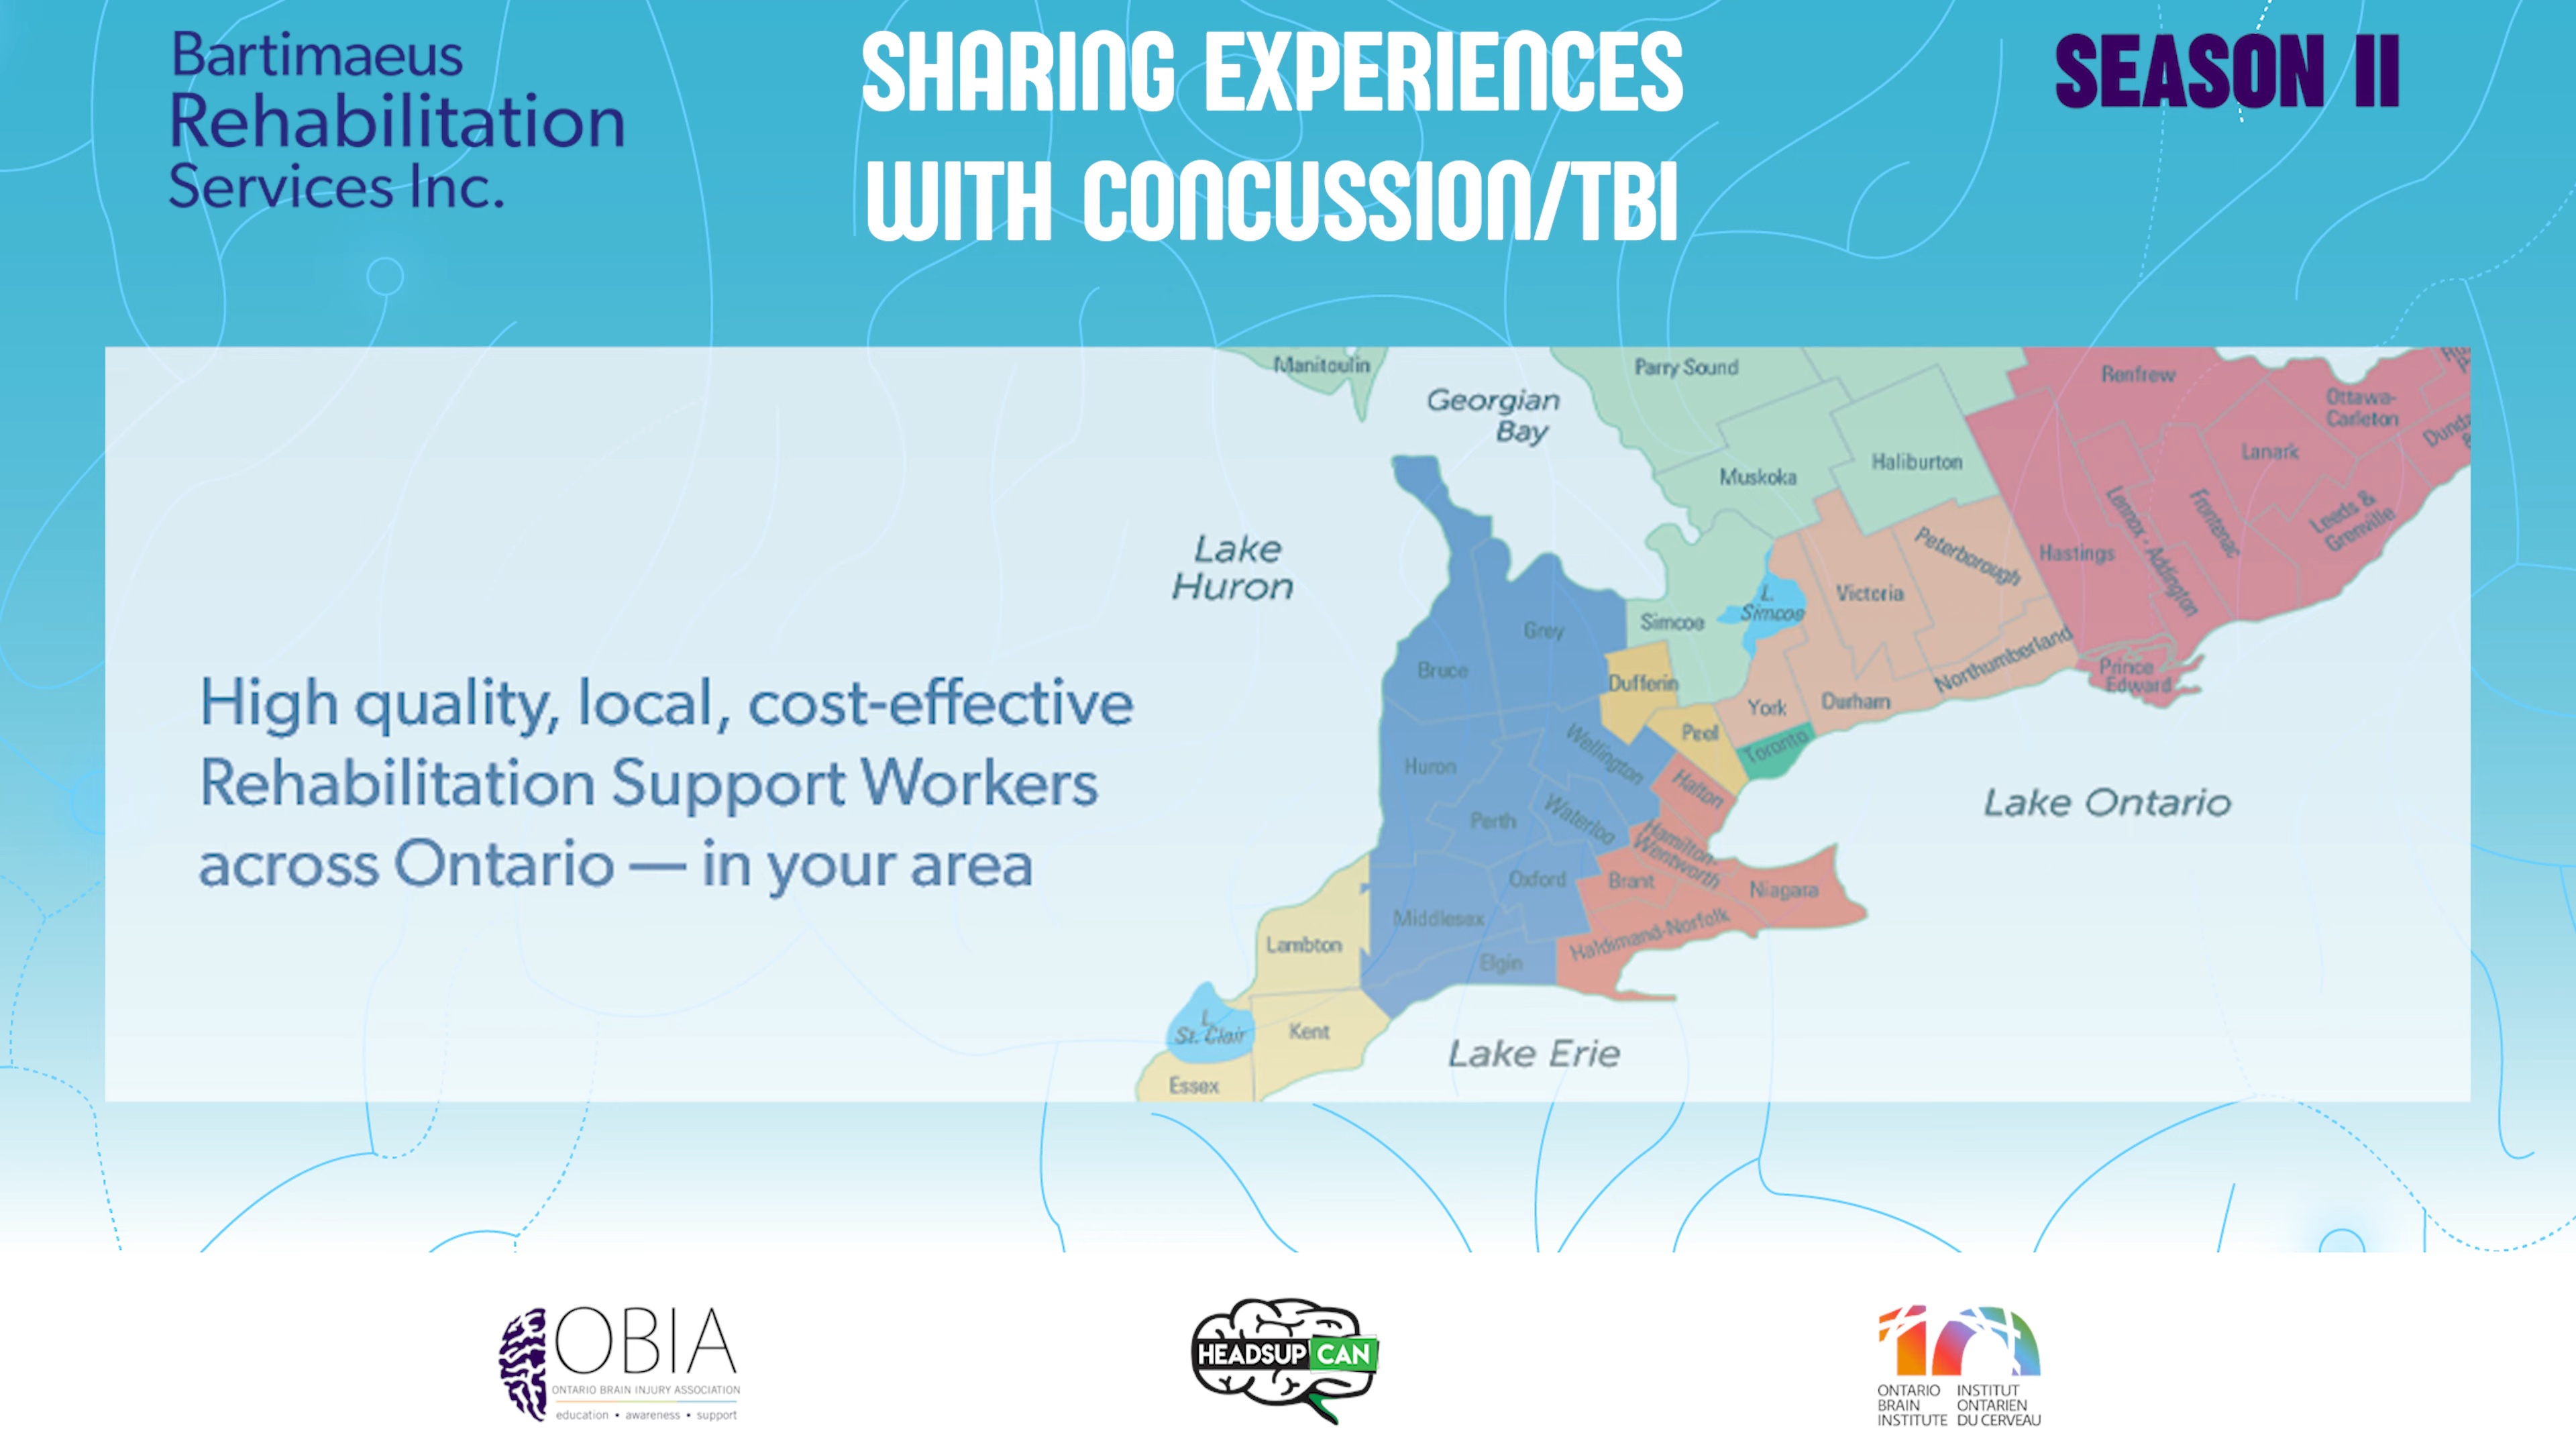 Bartimaeus
Rehabilitation
Services Inc.
SHARING EXPERIENCES
WITH CONCUSSION/TBI
SEASON II
High quality, local, cost-effective
Rehabilitation Support Workers
across Ontario — in your area
Manitoulin
Georgian
Bay
Parry Sound
Muskoka
Haliburton
Renfrew
Ottawa-
Carleton
Lanark
Leeds &
Grenville
Frontenac
Lennox - Addington
Hastings
Prince
Edward
Lake
Huron
Bruce
Grey
Simcoe
L.
Simcoe
Victoria
Peterborough
Northumberland
Dufferin
Peel
York
Durham
Toronto
Huron
Wellington
Halton
Perth
Waterloo
Hamilton-
Wentworth
Oxford
Brant
Niagara
Middlesex
Haldimand-Norfolk
Elgin
Lambton
L.
St. Clair
Kent
Essex
Lake Ontario
Lake Erie
OBIA
ONTARIO BRAIN INJURY ASSOCIATION
education • awareness • support
HEADSUP CAN
ONTARIO
BRAIN
INSTITUTE
INSTITUT
ONTARIEN
DU CERVEAU